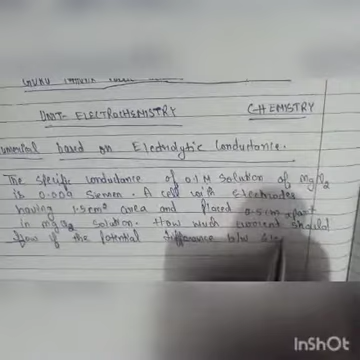 UNIT- ELECTROCHEMISTRY CHEMISTRY
Numerical based on Electrolytic Conductance.
The specific conductance of 0.1 M solution of MgCl2
is 0.009 Siemen. A cell with electrodes
having 1.5 cm2 area and placed 0.5 cm apart
in MgCl2 solution. How much current should
flow if the potential difference b/w
InShOt